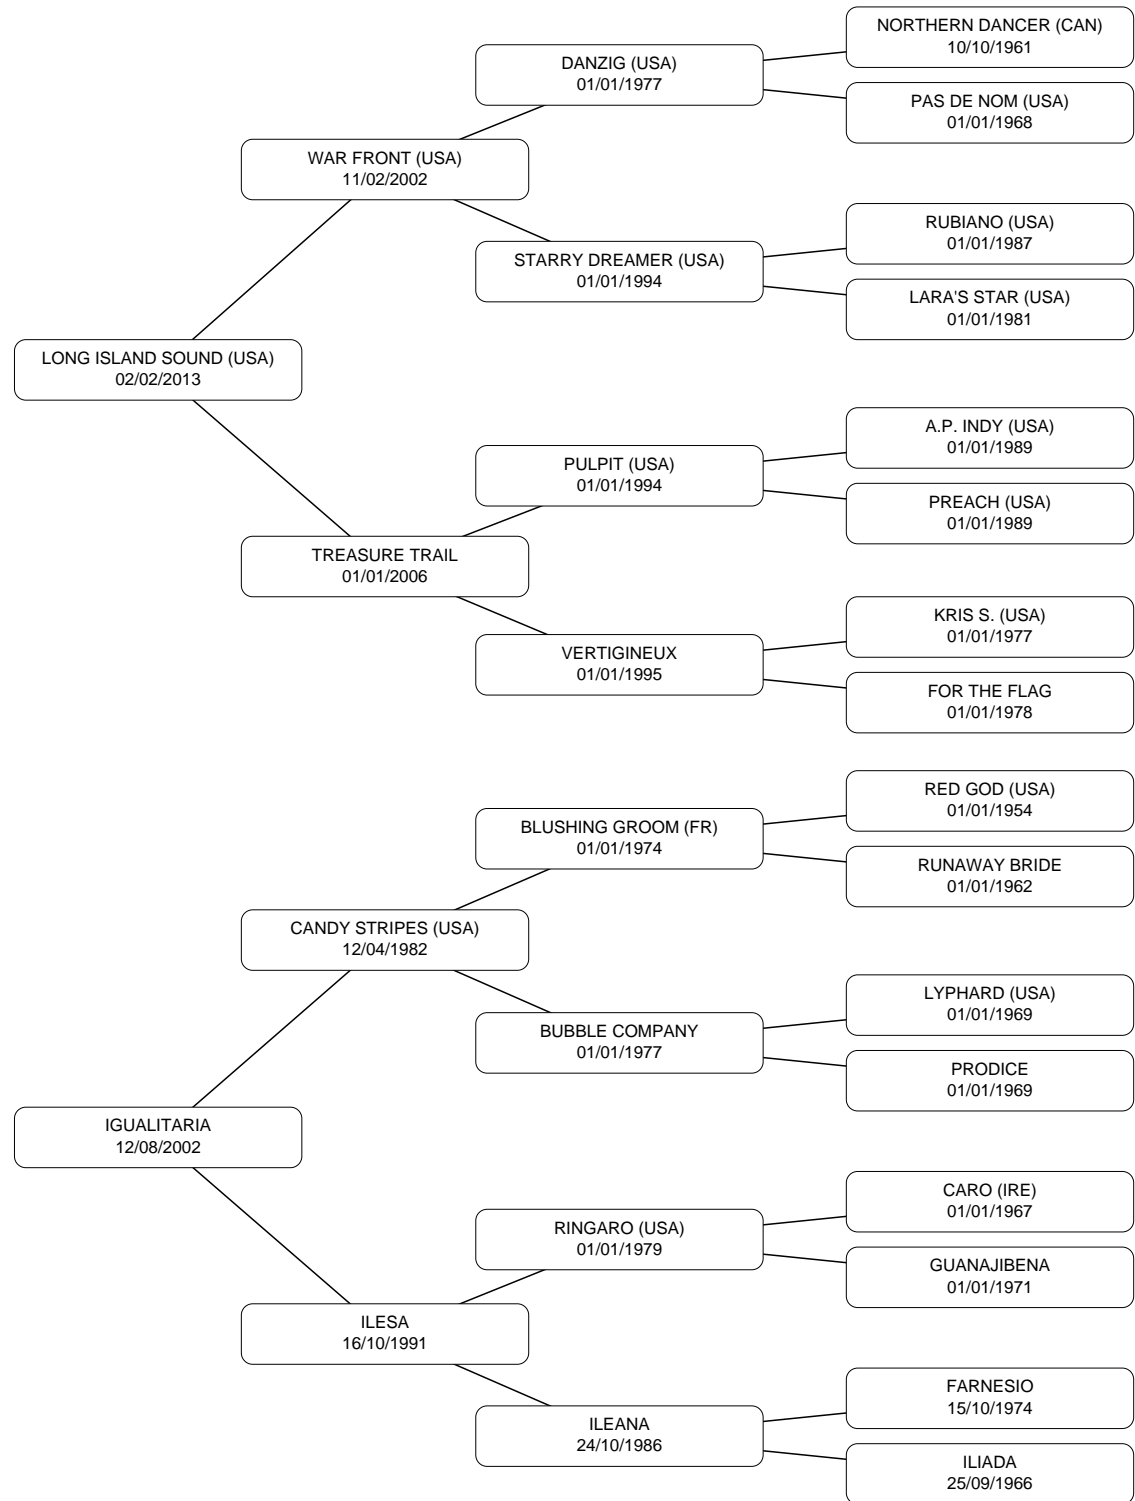 NORTHERN DANCER (CAN)
10/10/1961
DANZIG (USA)
01/01/1977
PAS DE NOM (USA)
01/01/1968
WAR FRONT (USA)
11/02/2002
RUBIANO (USA)
01/01/1987
STARRY DREAMER (USA)
01/01/1994
LARA'S STAR (USA)
01/01/1981
LONG ISLAND SOUND (USA)
02/02/2013
A.P. INDY (USA)
01/01/1989
PULPIT (USA)
01/01/1994
PREACH (USA)
01/01/1989
TREASURE TRAIL
01/01/2006
KRIS S. (USA)
01/01/1977
VERTIGINEUX
01/01/1995
FOR THE FLAG
01/01/1978
RED GOD (USA)
01/01/1954
BLUSHING GROOM (FR)
01/01/1974
RUNAWAY BRIDE
01/01/1962
CANDY STRIPES (USA)
12/04/1982
LYPHARD (USA)
01/01/1969
BUBBLE COMPANY
01/01/1977
PRODICE
01/01/1969
IGUALITARIA
12/08/2002
CARO (IRE)
01/01/1967
RINGARO (USA)
01/01/1979
GUANAJIBENA
01/01/1971
ILESA
16/10/1991
FARNESIO
15/10/1974
ILEANA
24/10/1986
ILIADA
25/09/1966